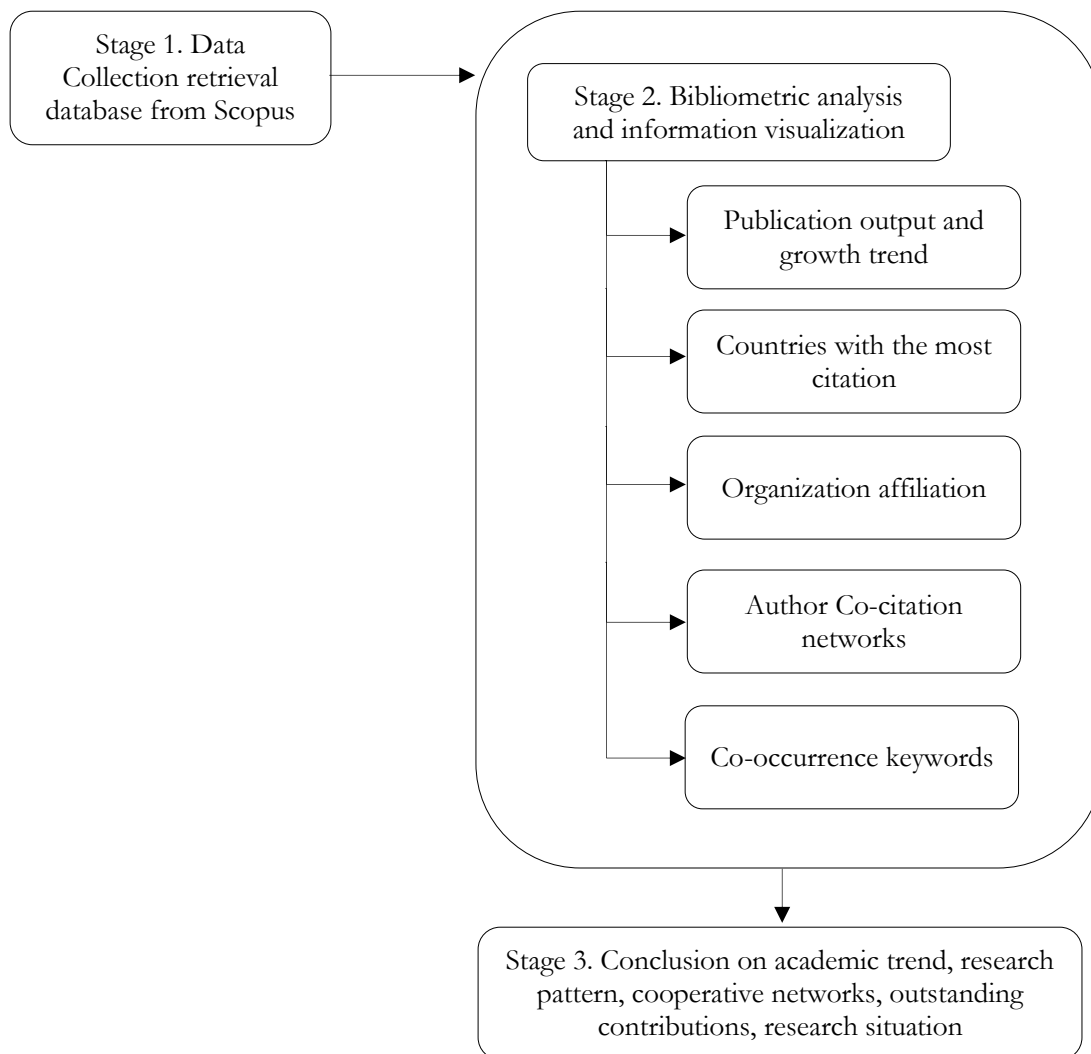 Stage 1. Data
Collection retrieval
database from Scopus
Stage 2. Bibliometric analysis
and information visualization
Publication output and
growth trend
Countries with the most
citation
Organization affiliation
Author Co-citation
networks
Co-occurrence keywords
Stage 3. Conclusion on academic trend, research
pattern, cooperative networks, outstanding
contributions, research situation